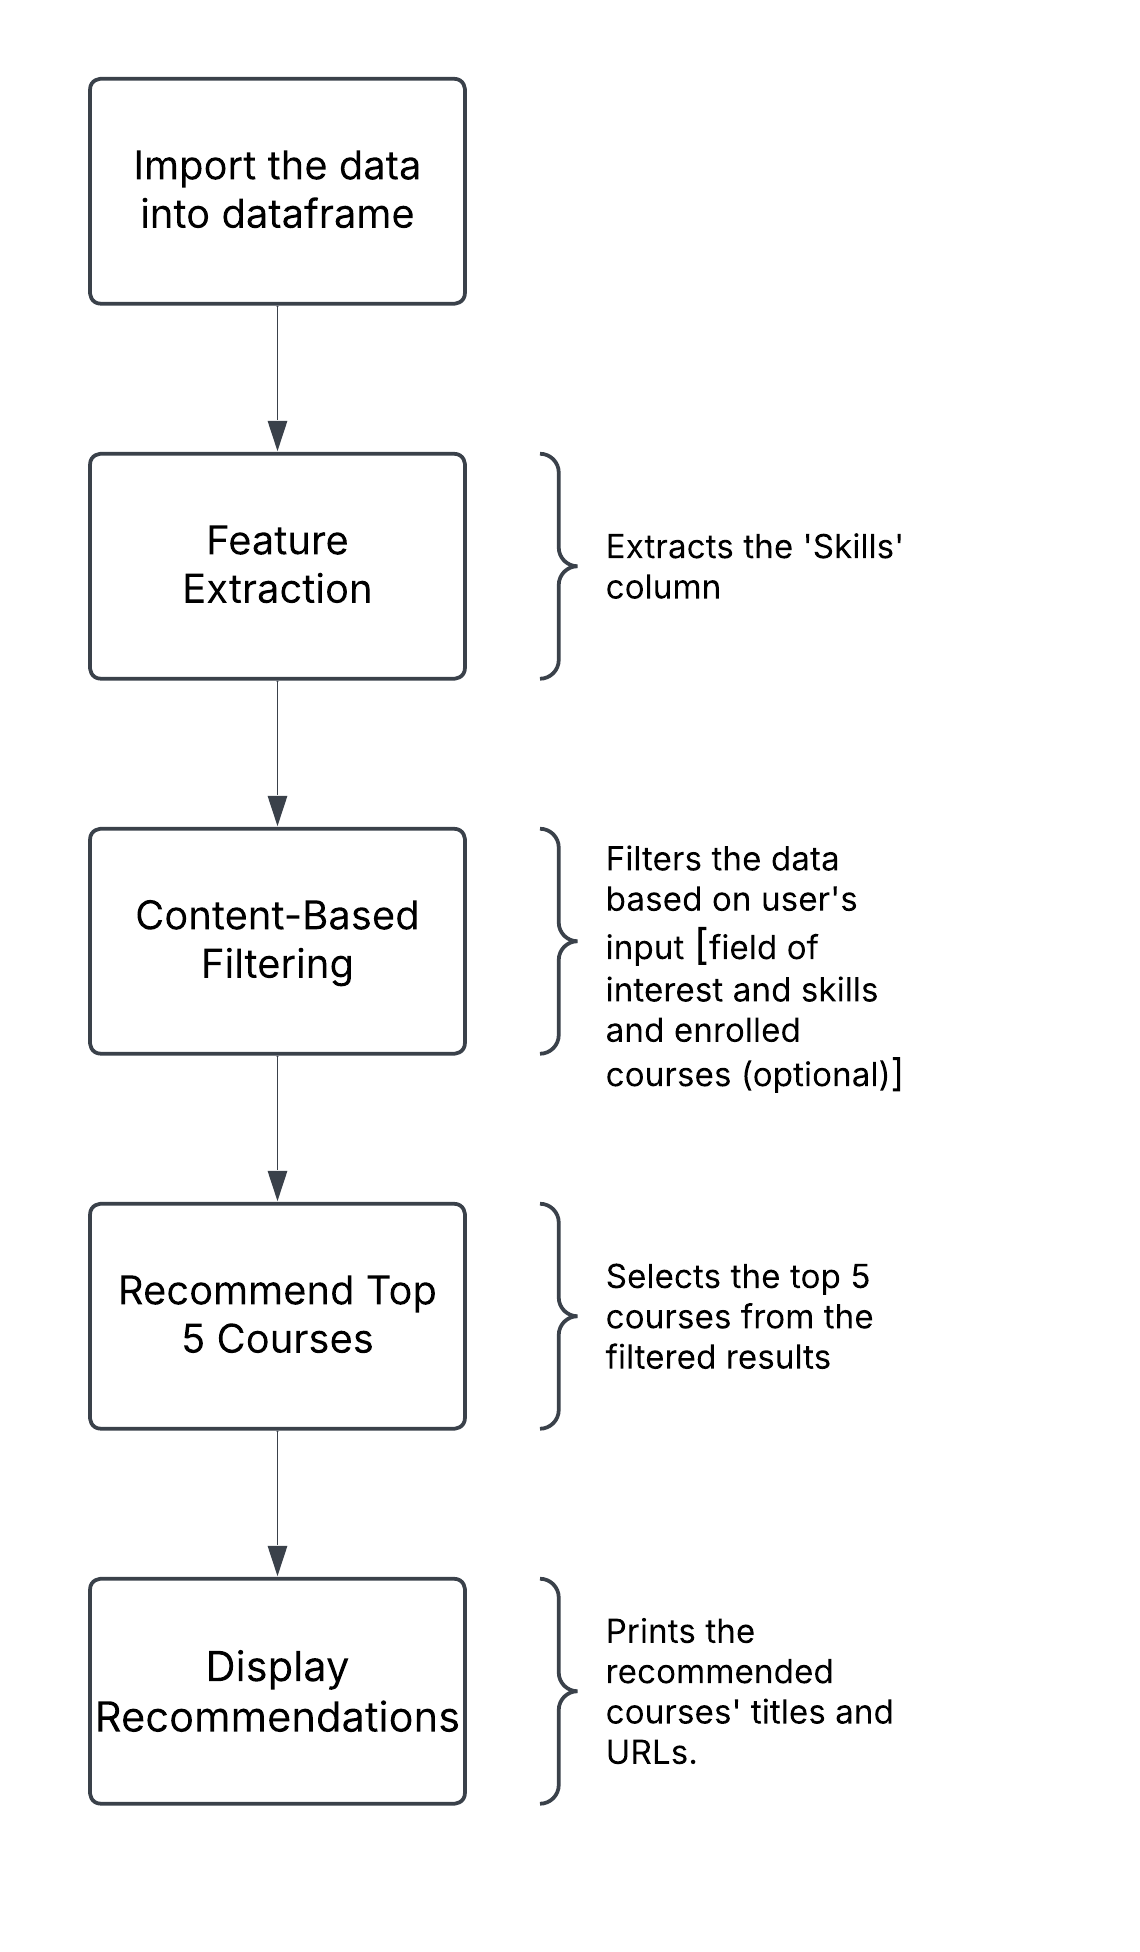 Import the data
into dataframe
Feature
Extraction
Extracts the 'Skills'
column
Content-Based
Filtering
Filters the data
based on user's
input [field of
interest and skills
and enrolled
courses (optional)]
Recommend Top
5 Courses
Selects the top 5
courses from the
filtered results
Display
Recommendations
Prints the
recommended
courses' titles and
URLs.